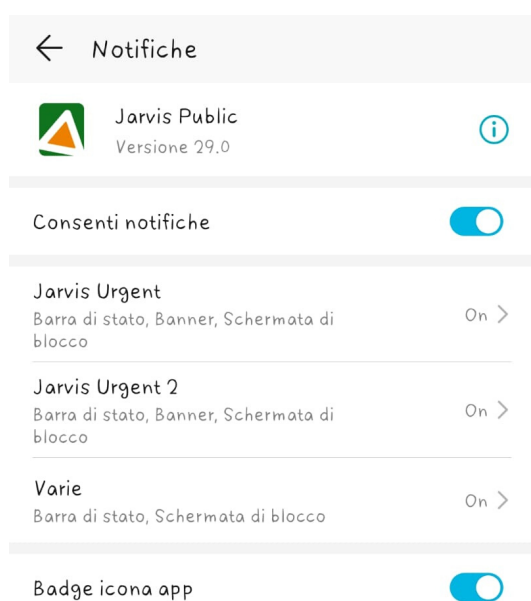 Notifiche
Jarvis Public
Versione 29.0
Consenti notifiche
Jarvis Urgent
Barra di stato, Banner, Schermata di
blocco
On
Jarvis Urgent 2
Barra di stato, Banner, Schermata di
blocco
On
Varie
Barra di stato, Schermata di blocco
On
Badge icona app